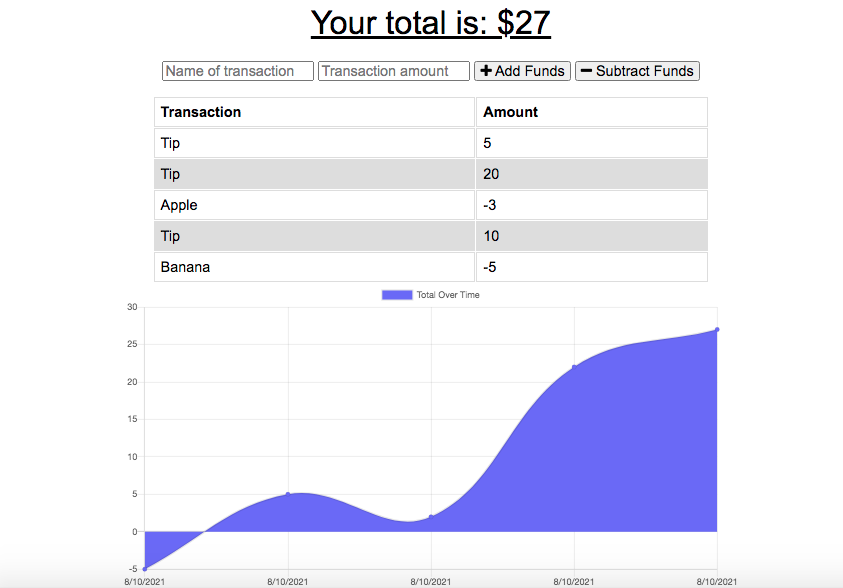 Your total is: $27
Name of transaction Transaction amount + Add Funds − Subtract Funds
Transaction Amount
Tip 5
Tip 20
Apple -3
Tip 10
Banana -5
Total Over Time
30
25
20
15
10
5
0
-5
8/10/2021 8/10/2021 8/10/2021 8/10/2021 8/10/2021